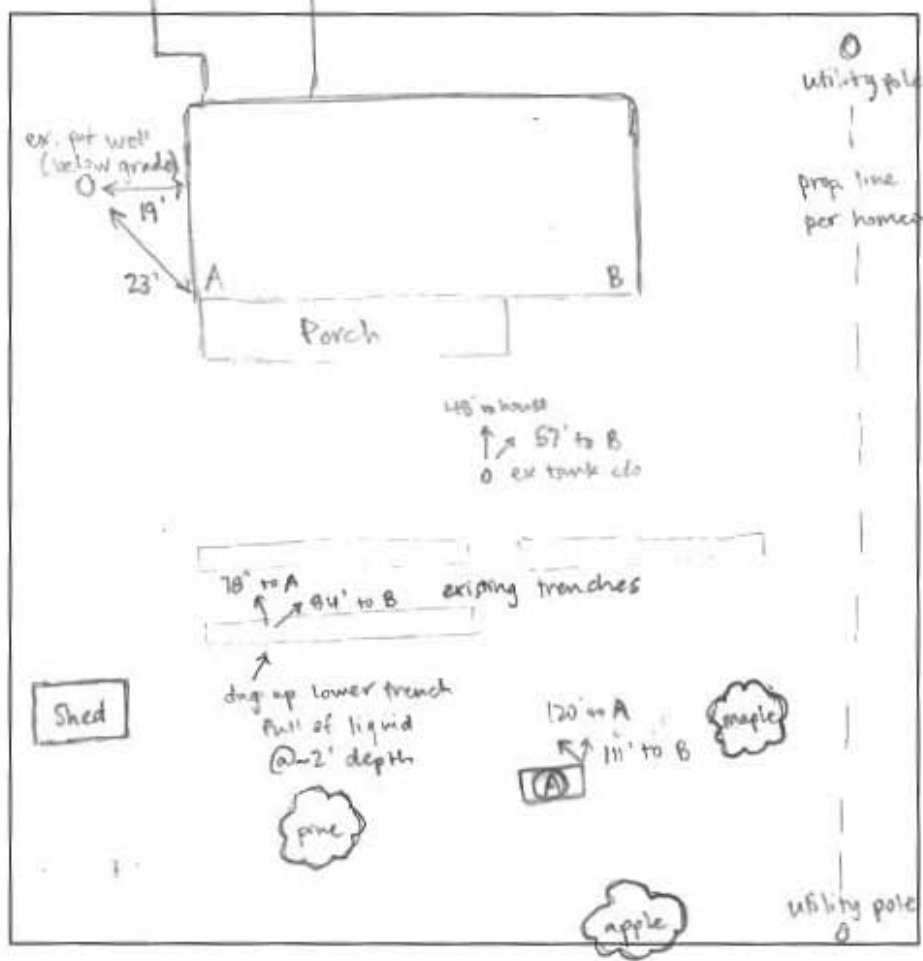 utility pole
ex. pot well
(below grade)
19'
23'
prop. line
per homeo
A
B
Porch
to house
57' to B
ex tank c/o
78' to A
84' to B
existing trenches
dug up lower trench
full of liquid
@~2' depth
Shed
120' to A
111' to B
maple
A
pine
apple
utility pole